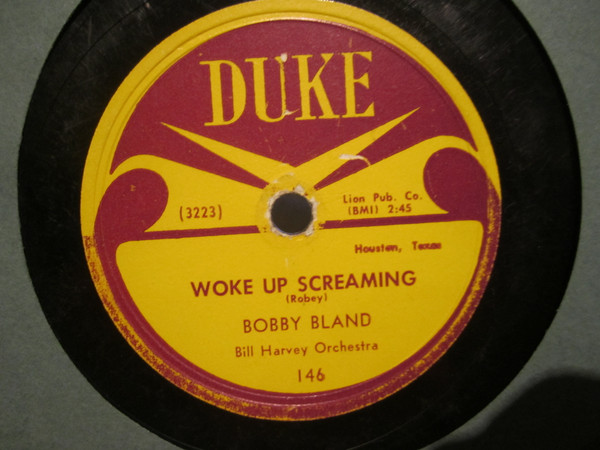 DUKE
(3223)
Lion Pub. Co.
(BMI) 2:45
Houston, Texas
WOKE UP SCREAMING
(Robey)
BOBBY BLAND
Bill Harvey Orchestra
146